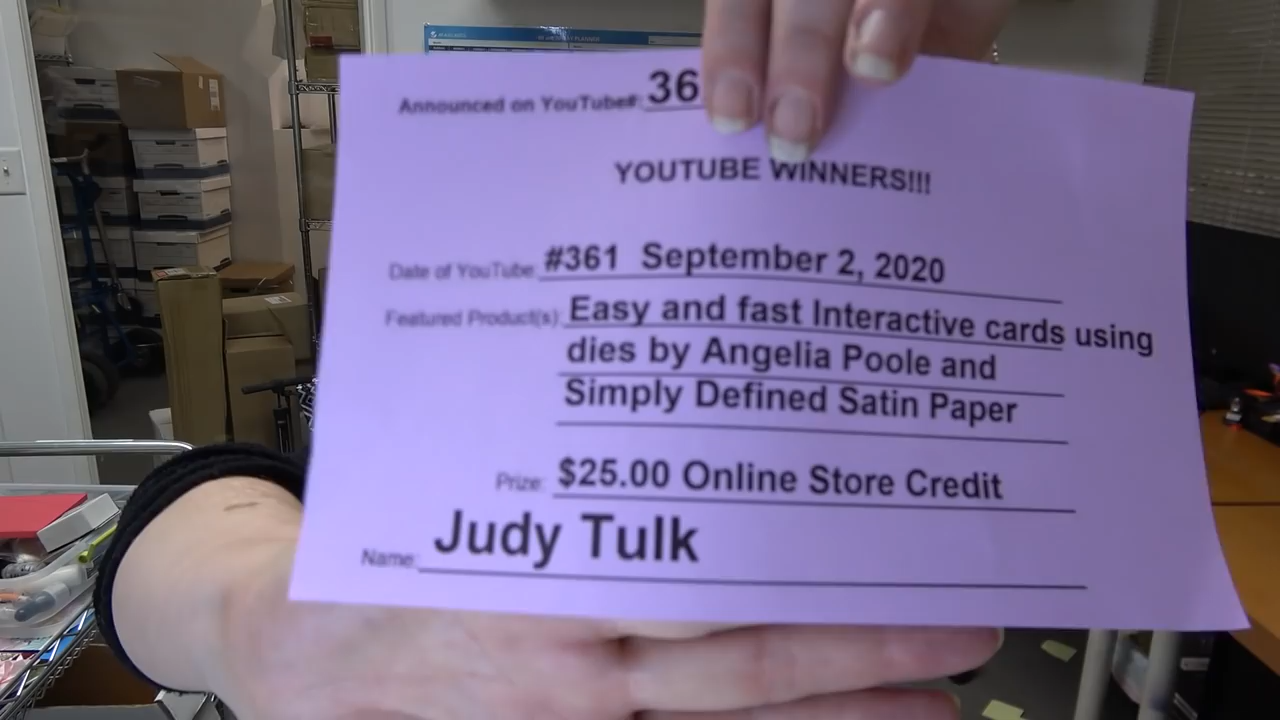 Announced on YouTube#: 36
YOUTUBE WINNERS!!!
Date of YouTube: #361 September 2, 2020
Featured Product(s): Easy and fast Interactive cards using
dies by Angelia Poole and
Simply Defined Satin Paper
Prize: $25.00 Online Store Credit
Name: Judy Tulk